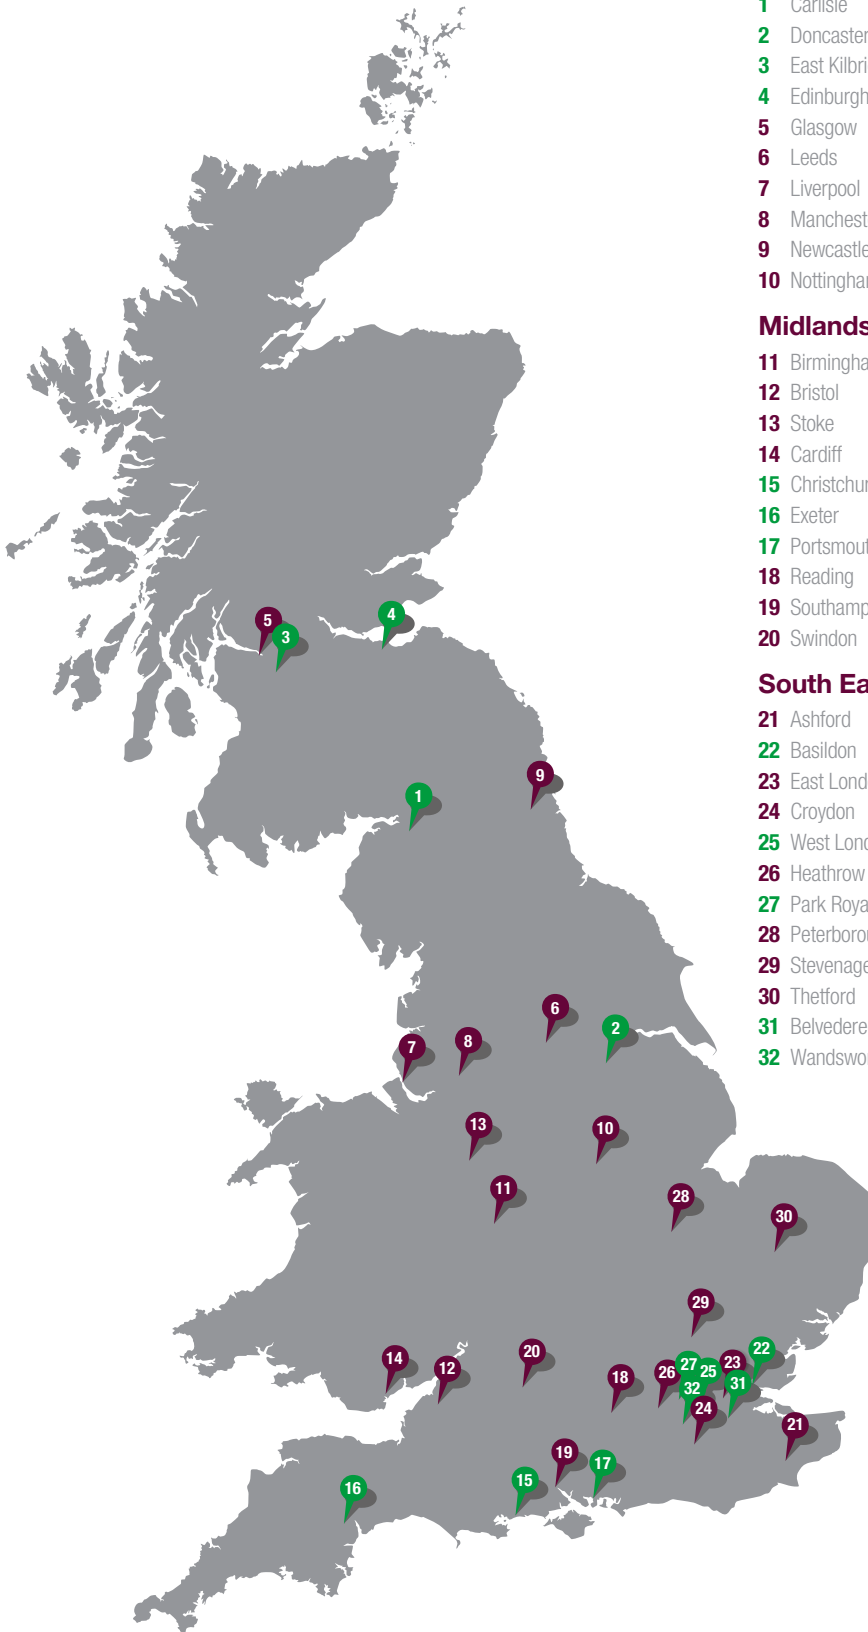 1 Carlisle
2 Doncaster
3 East Kilbri
4 Edinburgh
5 Glasgow
6 Leeds
7 Liverpool
8 Manchest
9 Newcastle
10 Nottingha
Midlands
11 Birmingha
12 Bristol
13 Stoke
14 Cardiff
15 Christchu
16 Exeter
17 Portsmou
18 Reading
19 Southamp
20 Swindon
South Ea
21 Ashford
22 Basildon
23 East Lond
24 Croydon
25 West Lon
26 Heathrow
27 Park Roya
28 Peterboro
29 Stevenage
30 Thetford
31 Belvedere
32 Wandswo
5
3
4
1
9
6
2
7
8
13
10
11
28
30
29
14
12
20
18
26
27
25
23
22
32
31
24
21
19
17
15
16